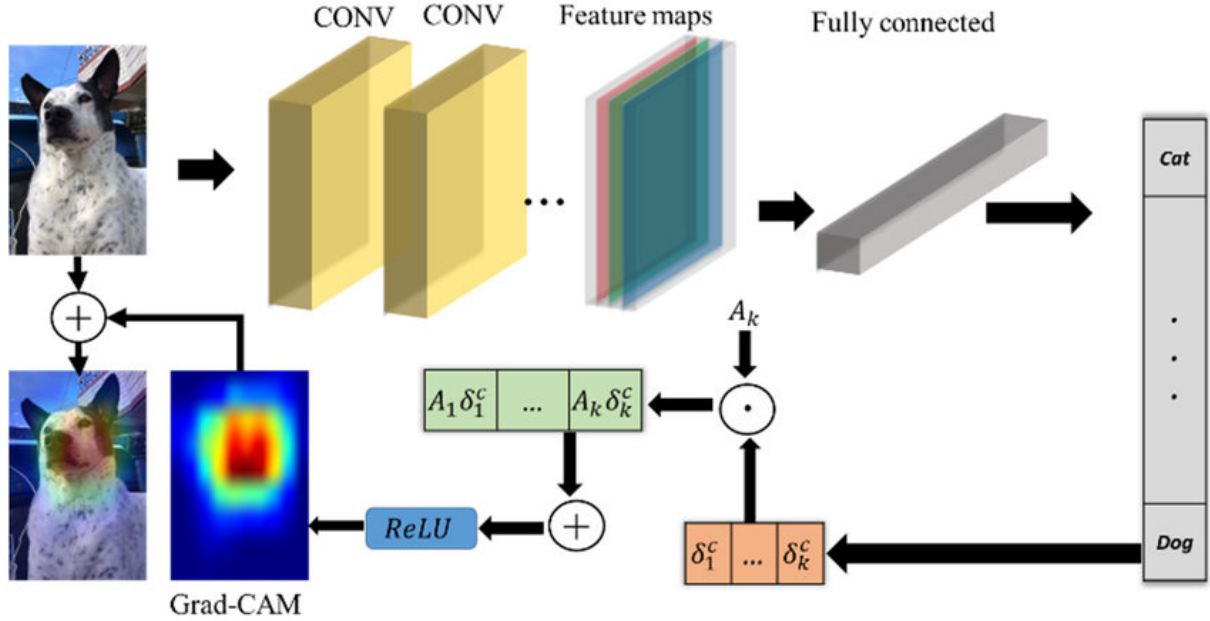 CONV
CONV
Feature maps
Fully connected
Cat
.
.
.
Dog
...
A_k
A_1 δ_1^c
...
A_k δ_k^c
+
·
+
ReLU
δ_1^c
...
δ_k^c
Grad-CAM